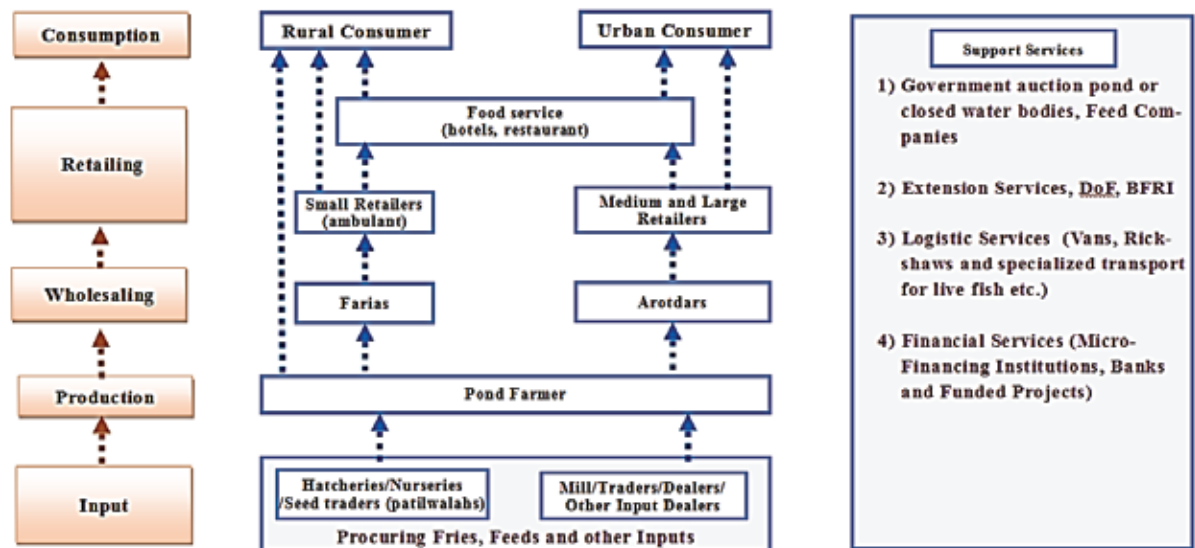 Consumption
Retailing
Wholesaling
Production
Input
Rural Consumer
Urban Consumer
Food service
(hotels, restaurant)
Small Retailers
(ambulant)
Medium and Large
Retailers
Farias
Arotdars
Pond Farmer
Hatcheries/Nurseries
/Seed traders (patilwalahs)
Mill/Traders/Dealers/
Other Input Dealers
Procuring Fries, Feeds and other Inputs
Support Services
1) Government auction pond or
closed water bodies, Feed Com-
panies
2) Extension Services, DoF, BFRI
3) Logistic Services (Vans, Rick-
shaws and specialized transport
for live fish etc.)
4) Financial Services (Micro-
Financing Institutions, Banks
and Funded Projects)